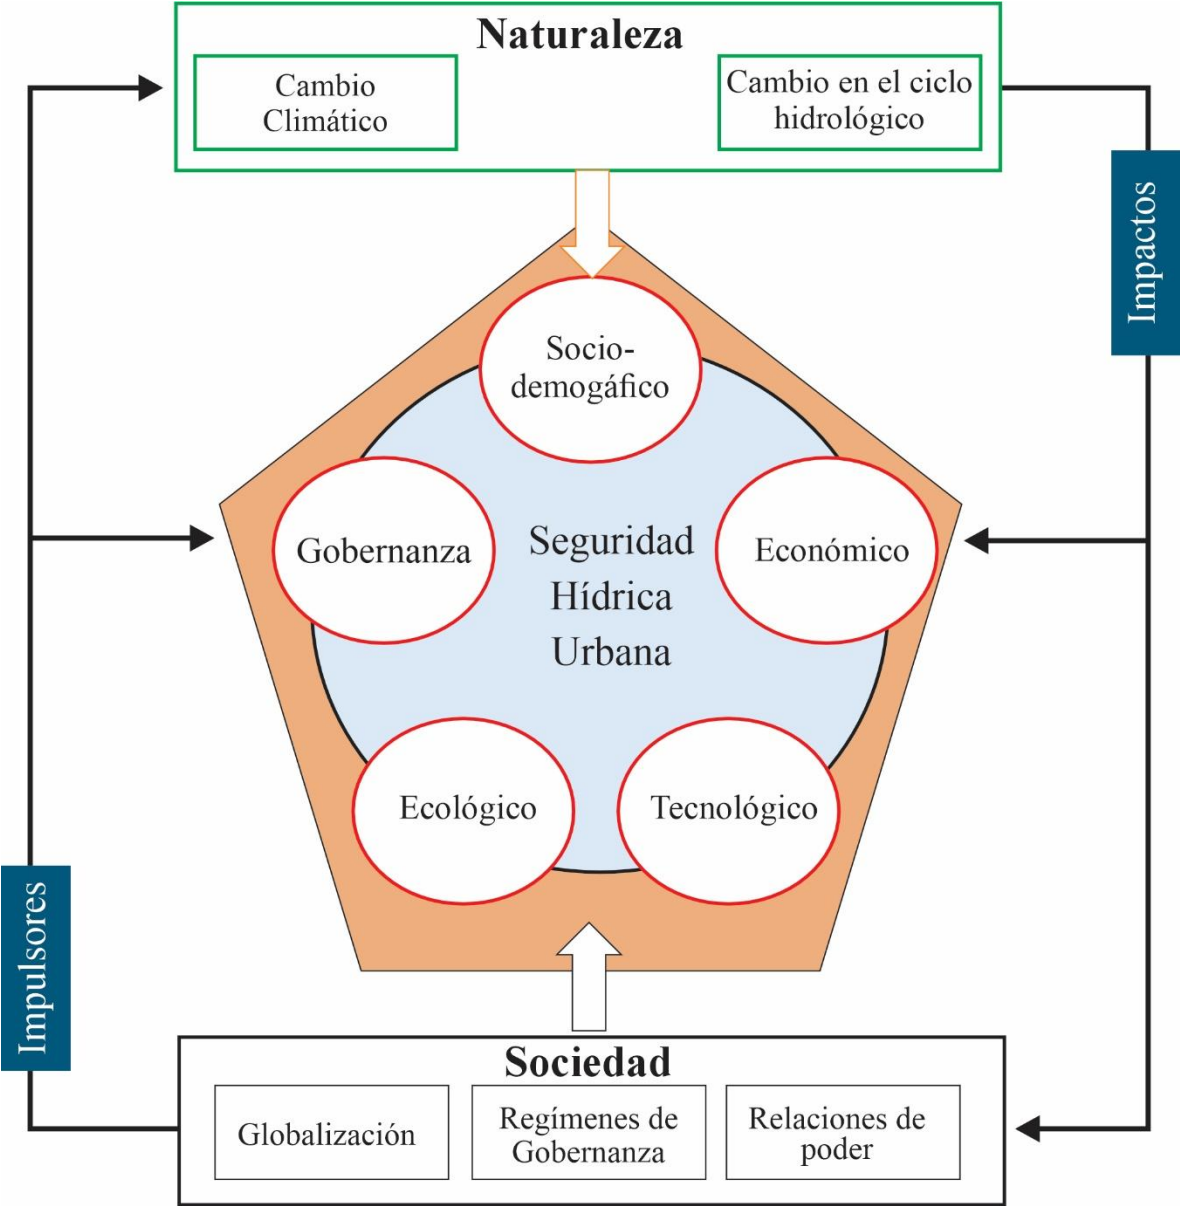 Naturaleza
Cambio
Climático
Cambio en el ciclo
hidrológico
Impactos
Socio-
demogáfico
Gobernanza
Seguridad
Hídrica
Urbana
Económico
Ecológico
Tecnológico
Impulsores
Sociedad
Globalización
Regímenes de
Gobernanza
Relaciones de
poder